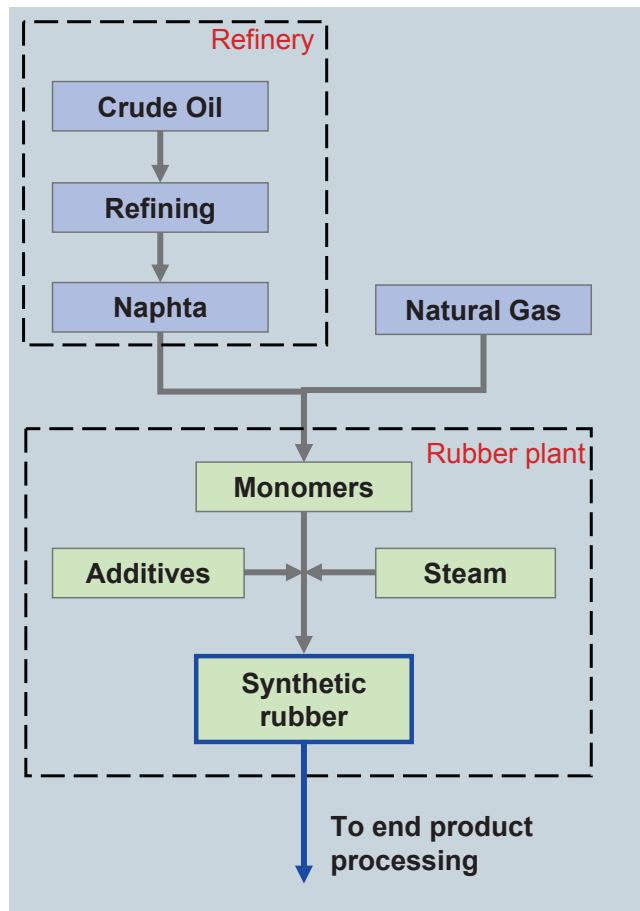 Refinery
Crude Oil
Refining
Naphta
Natural Gas
Rubber plant
Monomers
Additives
Steam
Synthetic
rubber
To end product
processing